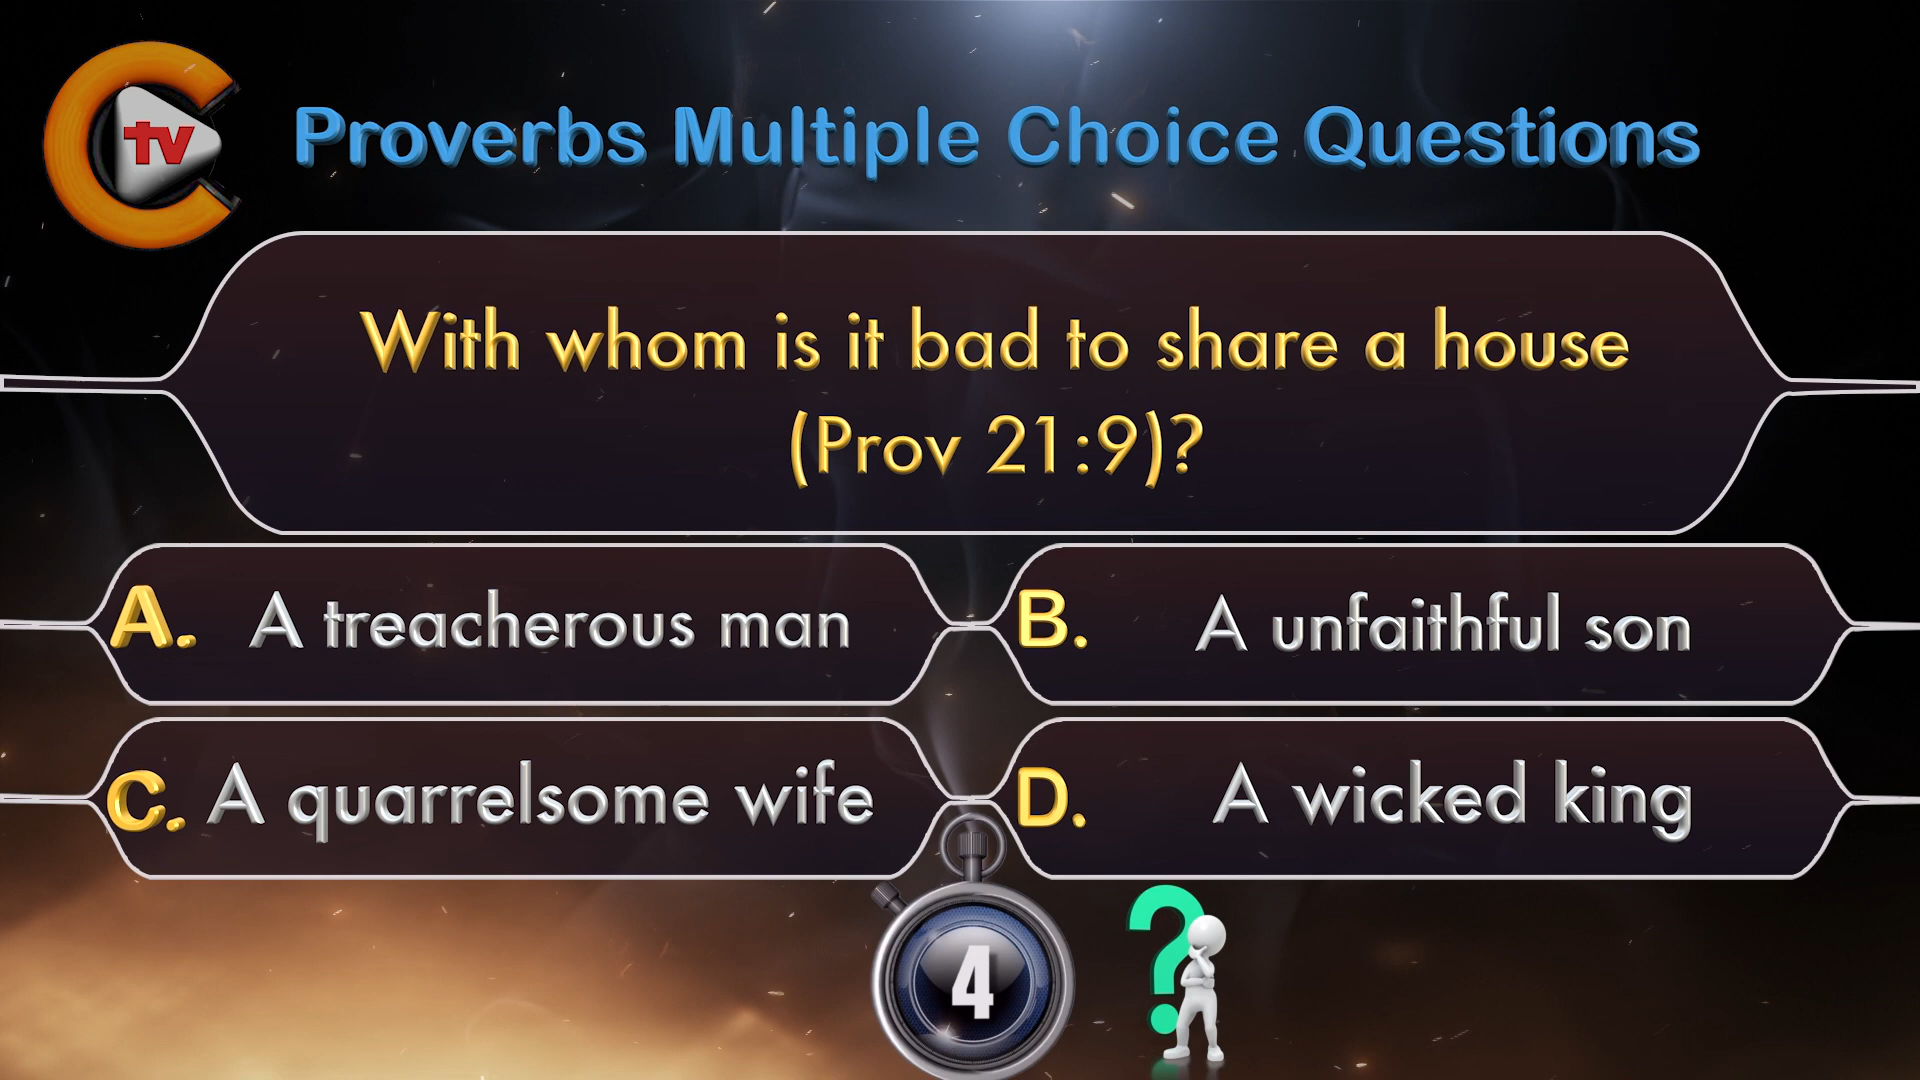 tv
Proverbs Multiple Choice Questions
With whom is it bad to share a house
(Prov 21:9)?
A. A treacherous man
B. A unfaithful son
C. A quarrelsome wife
D. A wicked king
4
?